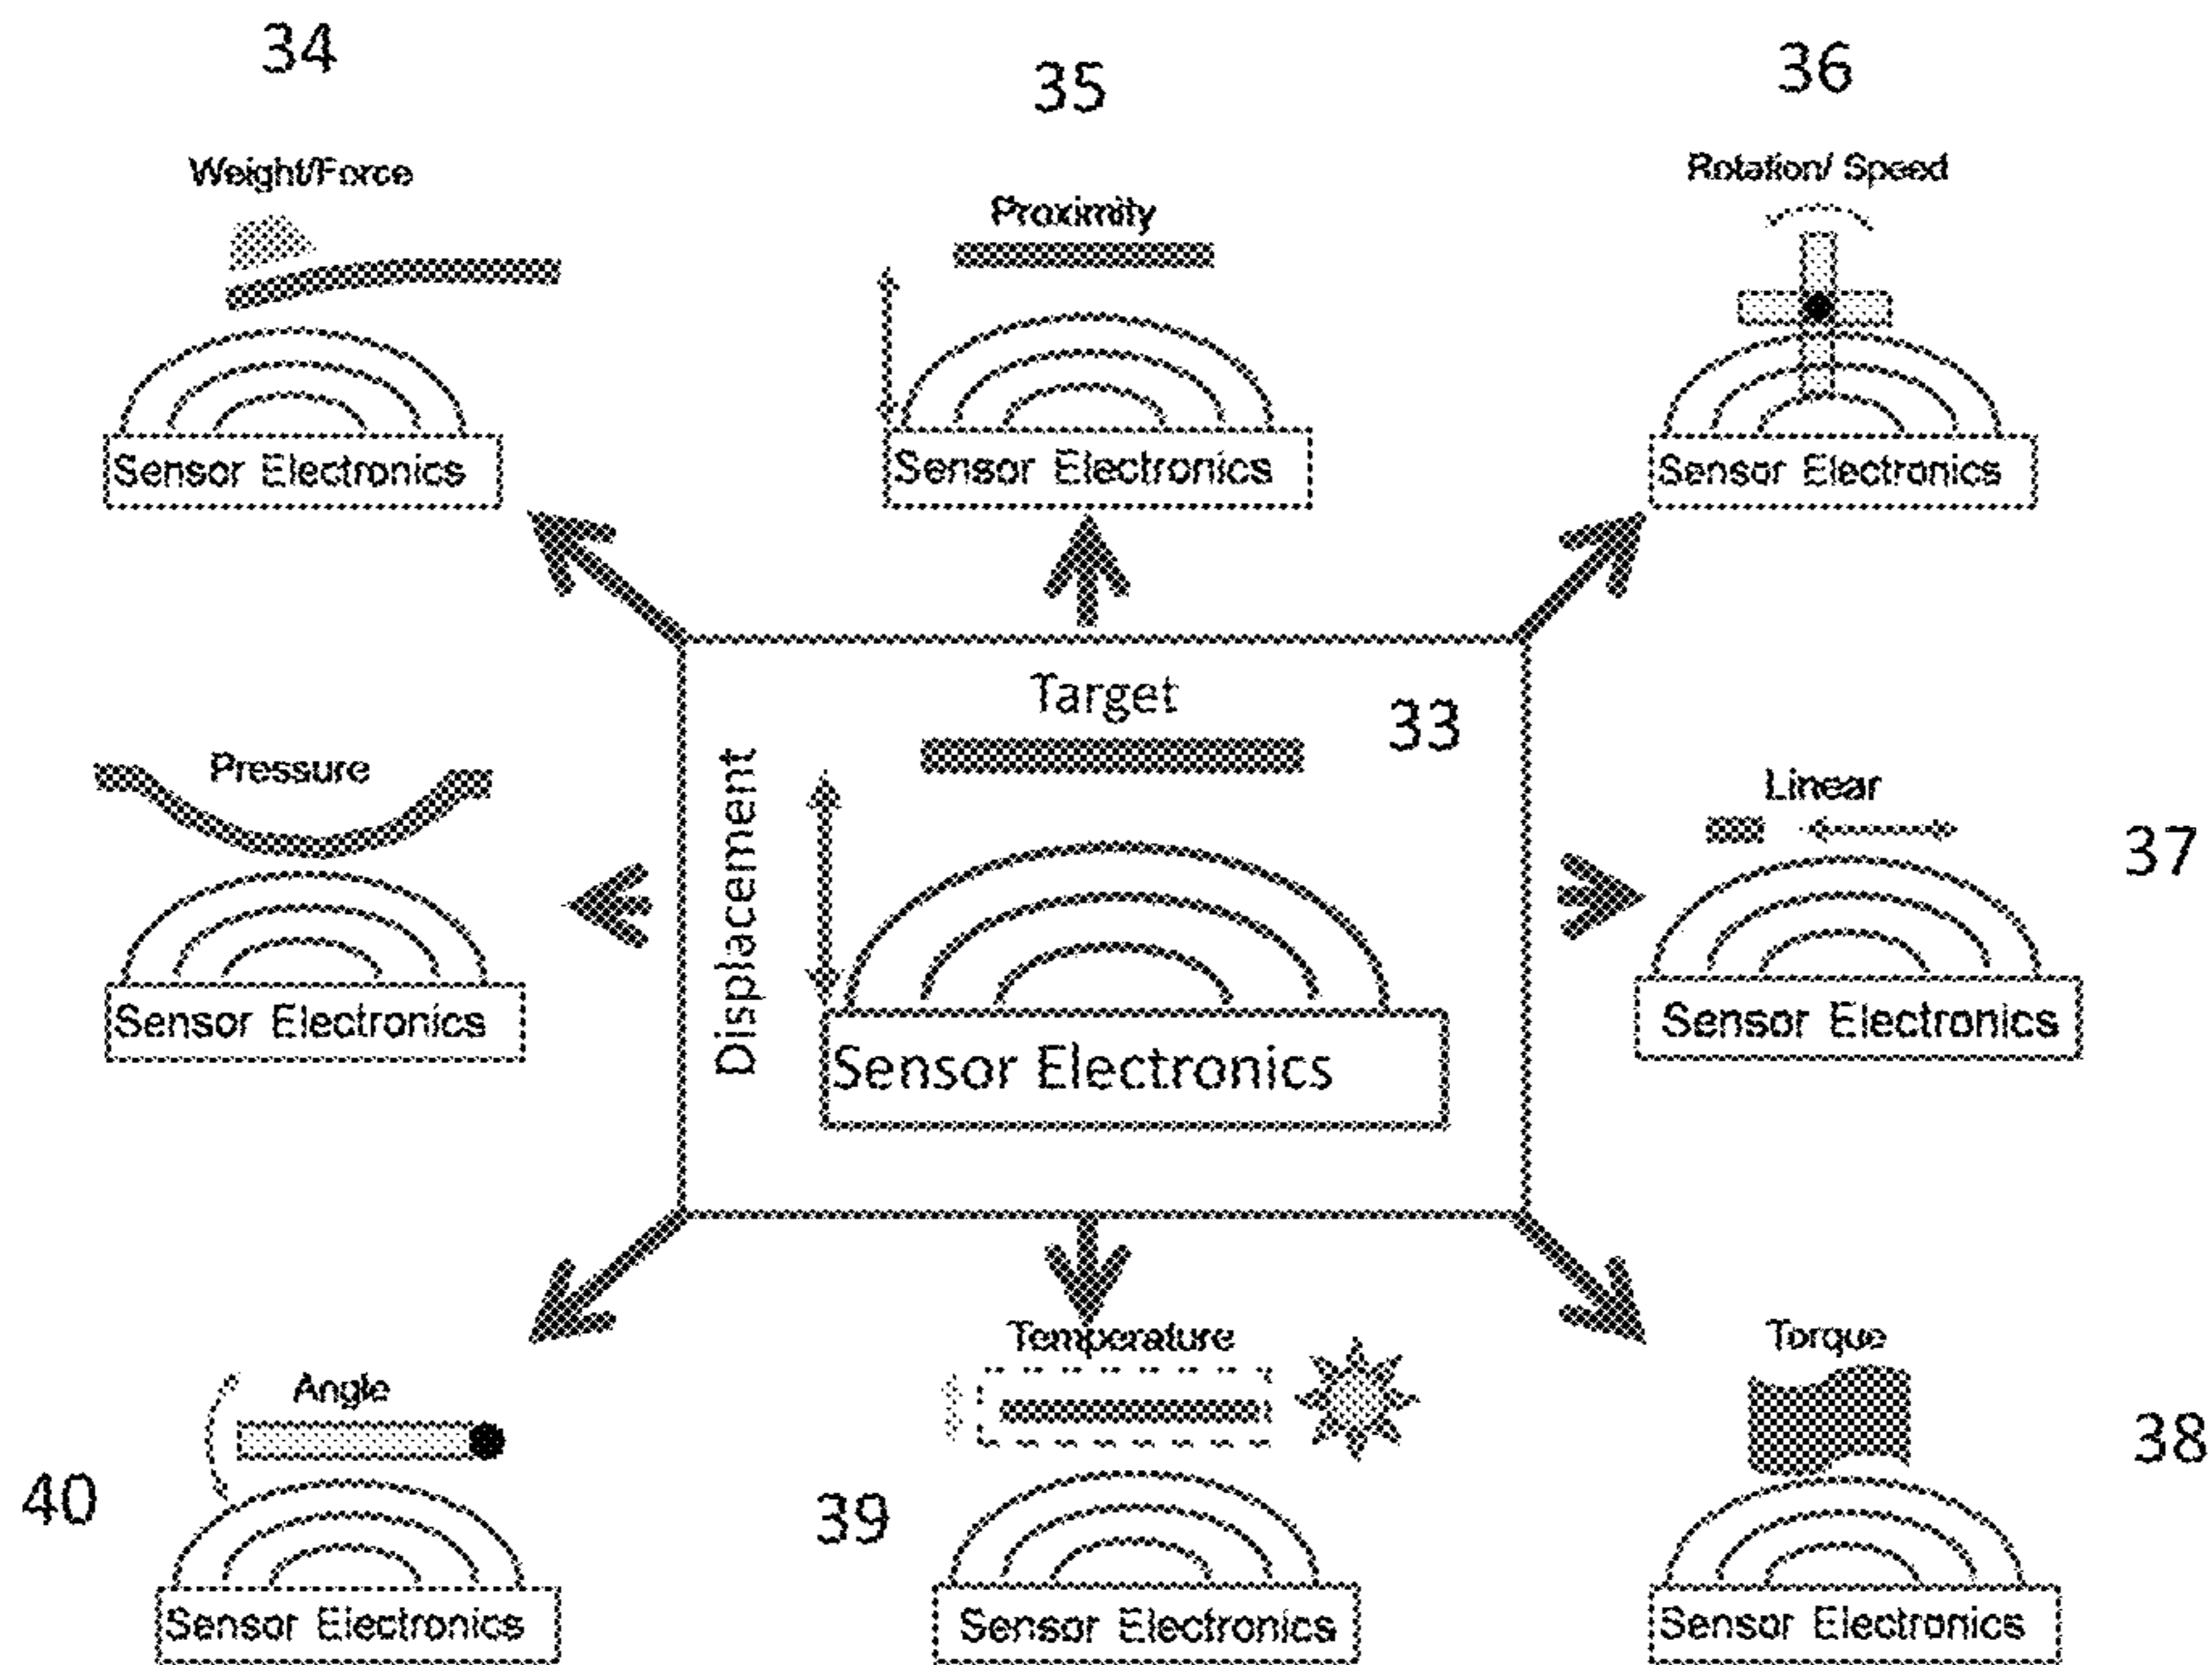 34
35
36
Weight/Force
Proximity
Rotation/ Speed
Sensor Electronics
Sensor Electronics
Sensor Electronics
Target
33
Displacement
Sensor Electronics
Pressure
Sensor Electronics
Linear
37
Sensor Electronics
Angle
40
Sensor Electronics
Temperature
39
Sensor Electronics
Torque
38
Sensor Electronics